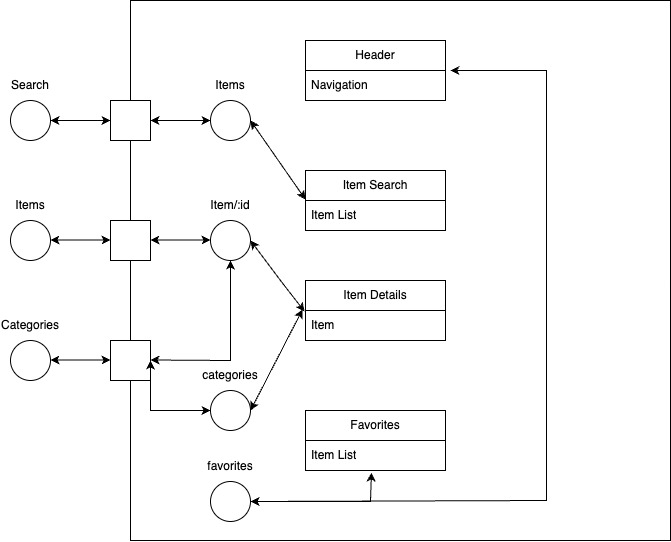 Header
Navigation
Search
Items
Item Search
Item List
Items
Item/:id
Item Details
Item
Categories
categories
Favorites
Item List
favorites